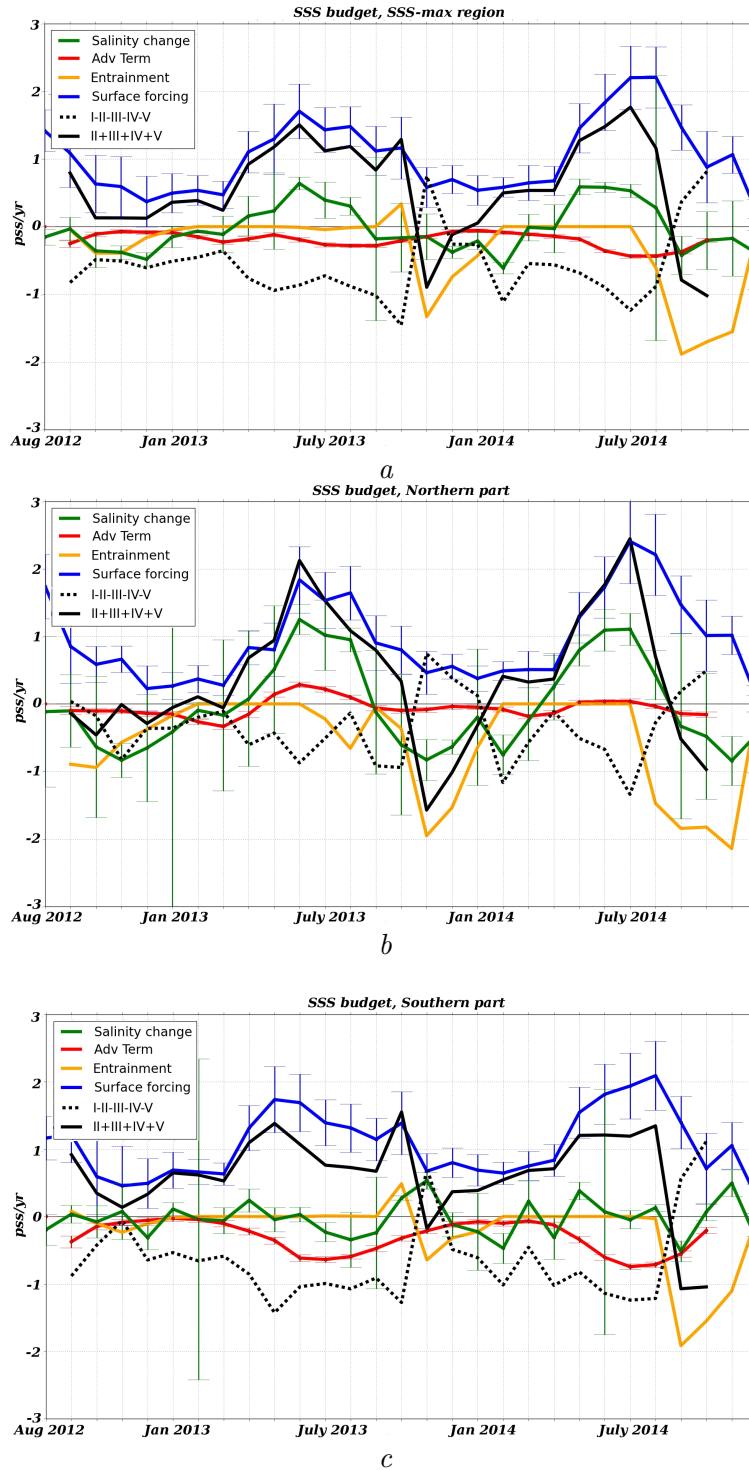 SSS budget, SSS-max region
3
2
1
0
-1
-2
-3
pss/yr
Salinity change
Adv Term
Entrainment
Surface forcing
I-II-III-IV-V
II+III+IV+V
Aug 2012 Jan 2013 July 2013 Jan 2014 July 2014
a
SSS budget, Northern part
3
2
1
0
-1
-2
-3
pss/yr
Salinity change
Adv Term
Entrainment
Surface forcing
I-II-III-IV-V
II+III+IV+V
Aug 2012 Jan 2013 July 2013 Jan 2014 July 2014
b
SSS budget, Southern part
3
2
1
0
-1
-2
-3
pss/yr
Salinity change
Adv Term
Entrainment
Surface forcing
I-II-III-IV-V
II+III+IV+V
Aug 2012 Jan 2013 July 2013 Jan 2014 July 2014
c